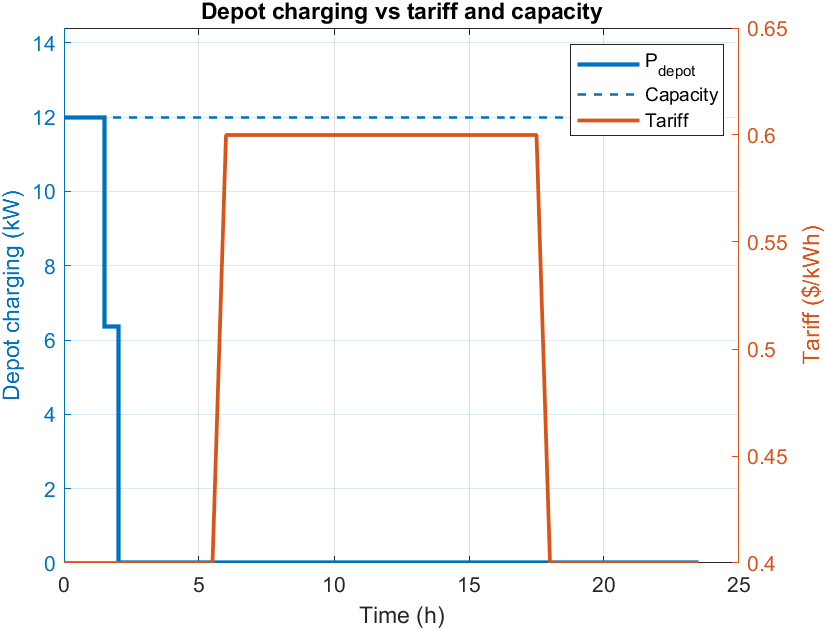 Depot charging vs tariff and capacity
P_depot
Capacity
Tariff
Depot charging (kW)
14
12
10
8
6
4
2
0
0.65
0.6
0.55
0.5
0.45
0.4
Tariff ($/kWh)
0 5 10 15 20 25
Time (h)